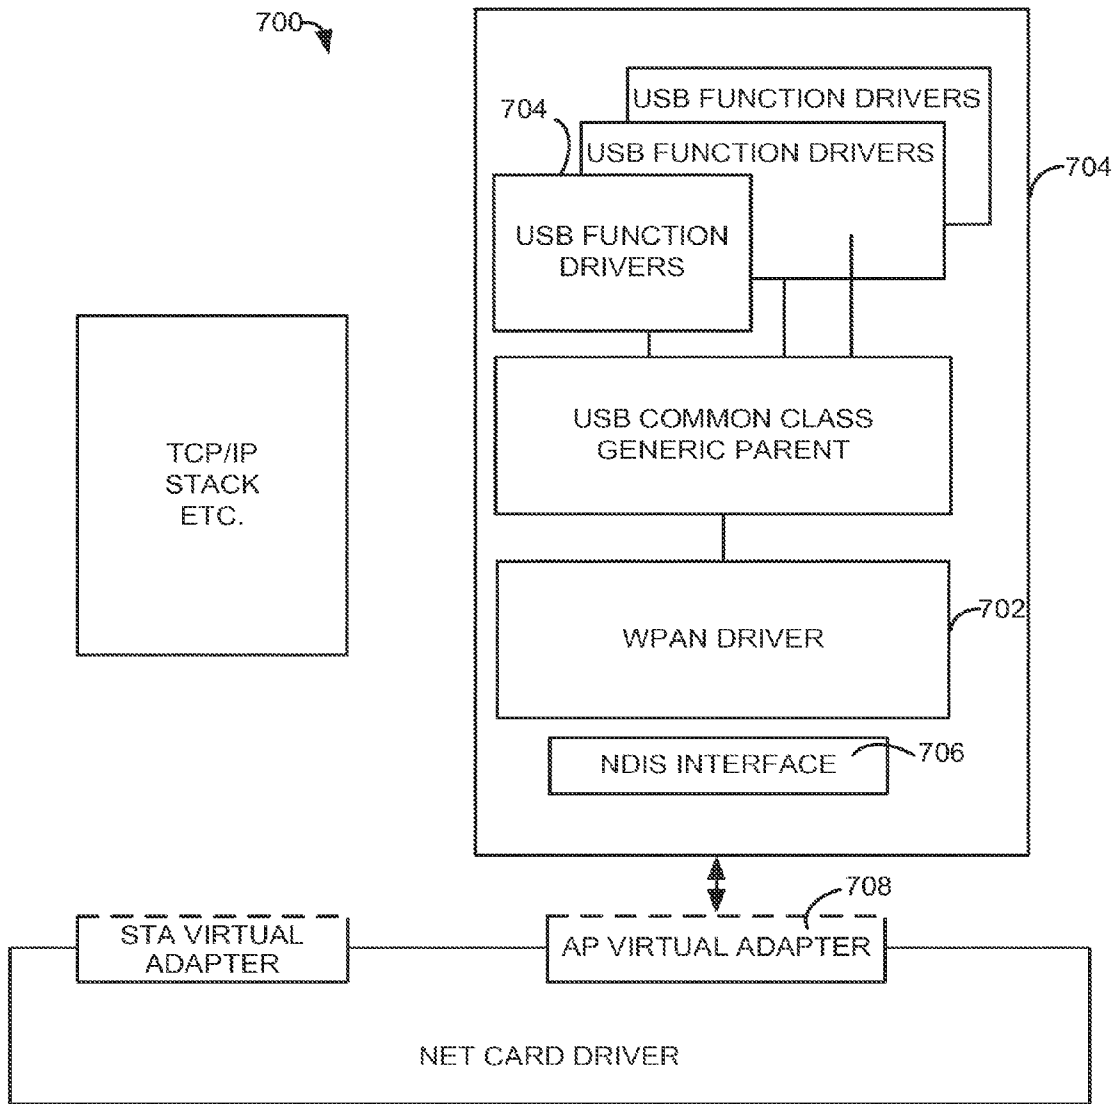 700
USB FUNCTION DRIVERS
704
USB FUNCTION DRIVERS
704
USB FUNCTION
DRIVERS
TCP/IP
STACK
ETC.
USB COMMON CLASS
GENERIC PARENT
702
WPAN DRIVER
NDIS INTERFACE
706
708
STA VIRTUAL
ADAPTER
AP VIRTUAL ADAPTER
NET CARD DRIVER